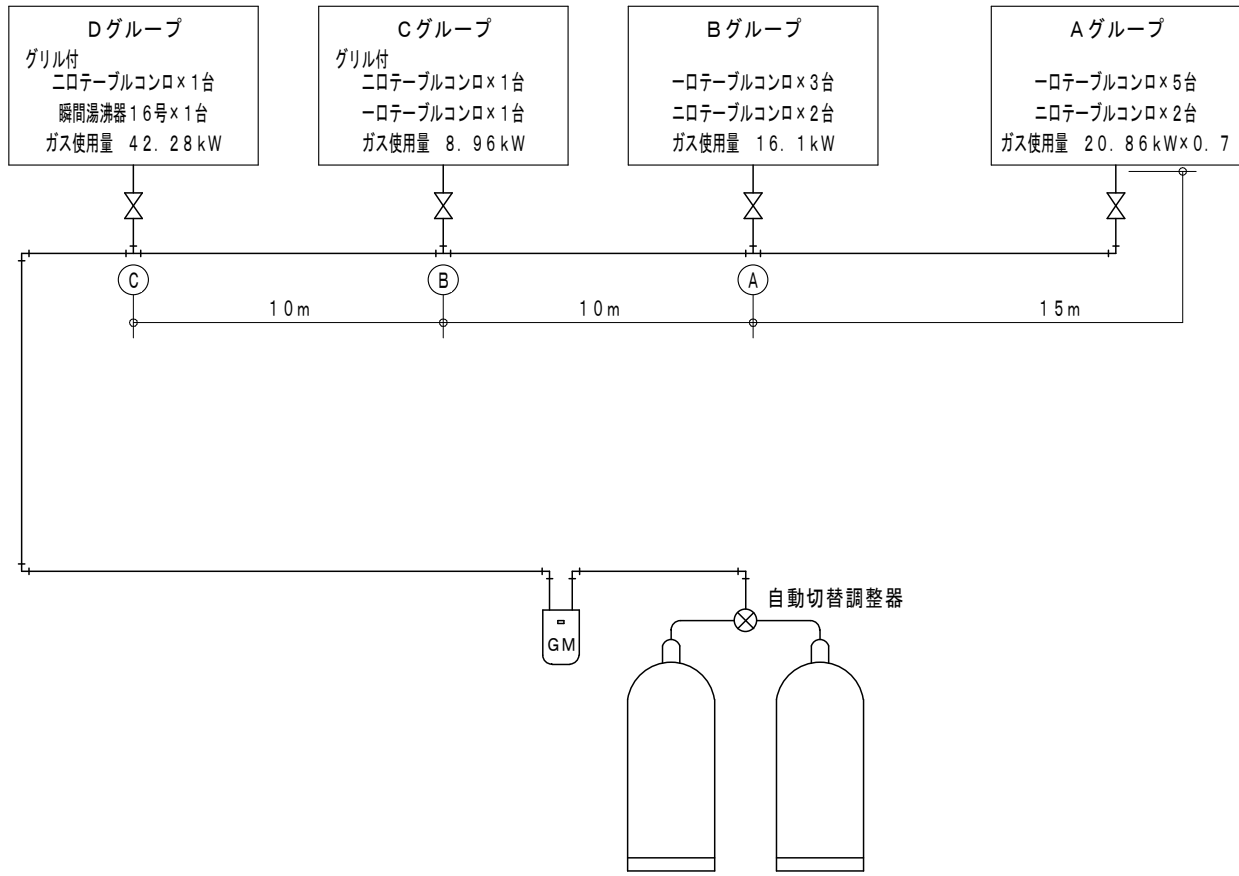 Dグループ
グリル付
二口テーブルコンロ×1台
瞬間湯沸器16号×1台
ガス使用量 42.28kW
Cグループ
グリル付
二口テーブルコンロ×1台
一口テーブルコンロ×1台
ガス使用量 8.96kW
Bグループ
一口テーブルコンロ×3台
二口テーブルコンロ×2台
ガス使用量 16.1kW
Aグループ
一口テーブルコンロ×5台
二口テーブルコンロ×2台
ガス使用量 20.86kW×0.7
C
B
A
10m
10m
15m
自動切替調整器
GM